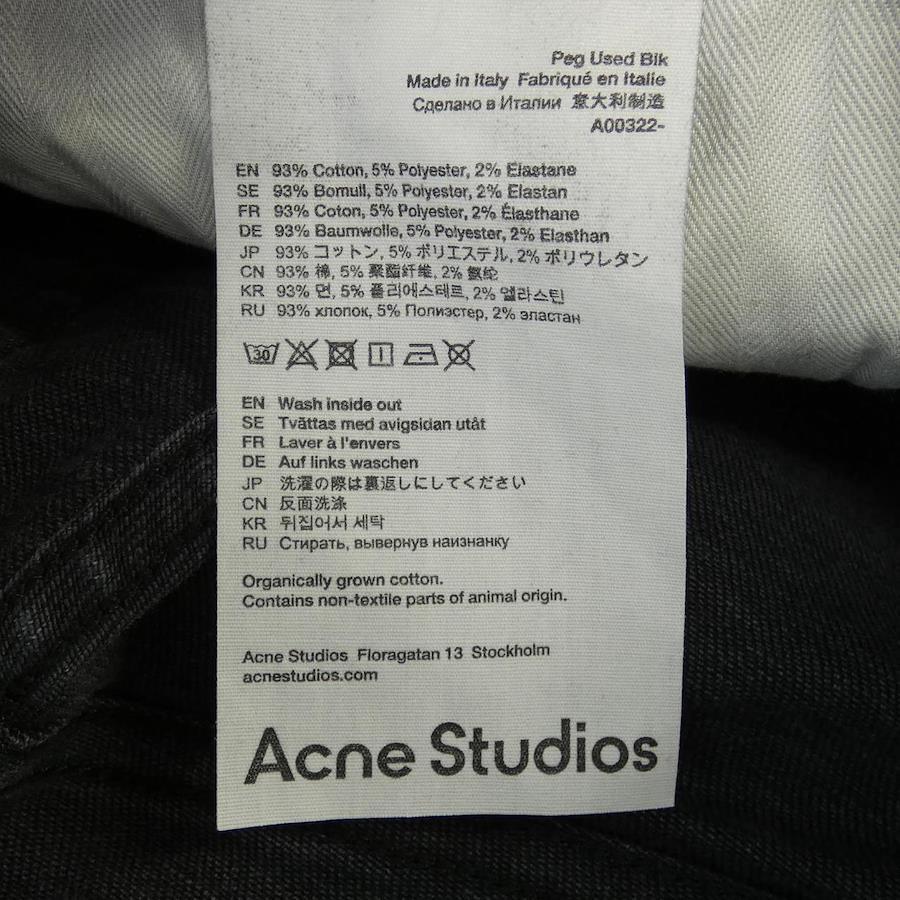 Peg Used Blk
Made in Italy Fabriqué en Italie
Сделано в Италии 意大利制造
A00322-
EN 93% Cotton, 5% Polyester, 2% Elastane
SE 93% Bomull, 5% Polyester, 2% Elastan
FR 93% Coton, 5% Polyester, 2% Élasthane
DE 93% Baumwolle, 5% Polyester, 2% Elasthan
JP 93% コットン, 5% ポリエステル, 2% ポリウレタン
CN 93% 棉, 5% 聚酯纤维, 2% 氨纶
KR 93% 면, 5% 폴리에스테르, 2% 엘라스틴
RU 93% хлопок, 5% Полиэстер, 2% эластан
30
EN Wash inside out
SE Tvättas med avigsidan utåt
FR Laver à l'envers
DE Auf links waschen
JP 洗濯の際は裏返しにしてください
CN 反面洗涤
KR 뒤집어서 세탁
RU Стирать, вывернув наизнанку
Organically grown cotton.
Contains non-textile parts of animal origin.
Acne Studios Floragatan 13 Stockholm
acnestudios.com
Acne Studios